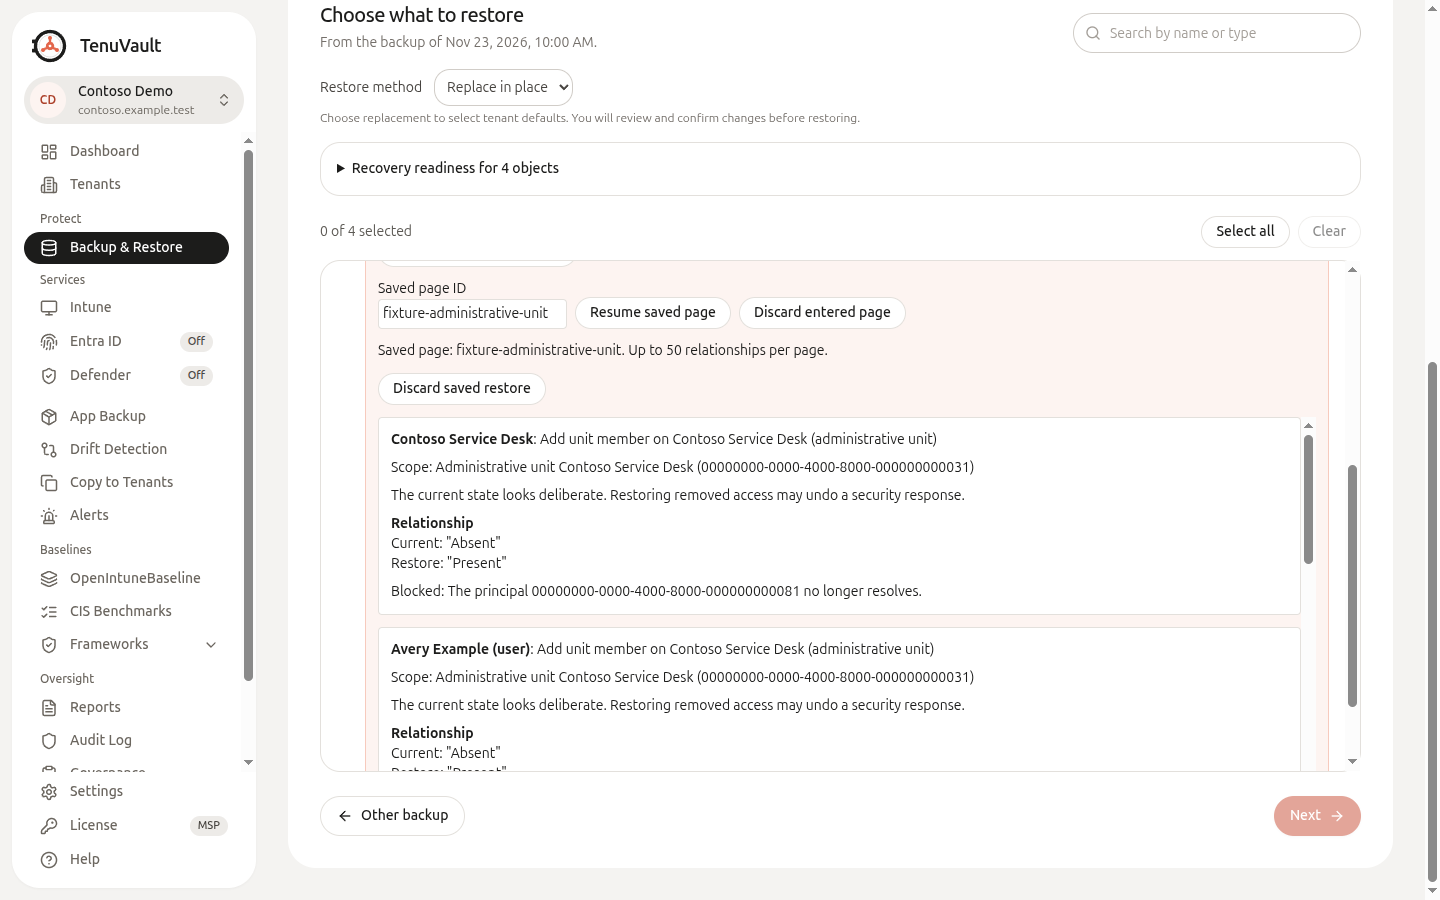 TenuVault
CD
Contoso Demo
contoso.example.test
Dashboard
Tenants
Protect
Backup & Restore
Services
Intune
Entra ID
Off
Defender
Off
App Backup
Drift Detection
Copy to Tenants
Alerts
Baselines
OpenIntuneBaseline
CIS Benchmarks
Frameworks
Oversight
Reports
Audit Log
Settings
License
MSP
Help
Choose what to restore
From the backup of Nov 23, 2026, 10:00 AM.
Search by name or type
Restore method
Replace in place
Choose replacement to select tenant defaults. You will review and confirm changes before restoring.
Recovery readiness for 4 objects
0 of 4 selected
Select all
Clear
Saved page ID
fixture-administrative-unit
Resume saved page
Discard entered page
Saved page: fixture-administrative-unit. Up to 50 relationships per page.
Discard saved restore
Contoso Service Desk: Add unit member on Contoso Service Desk (administrative unit)
Scope: Administrative unit Contoso Service Desk (00000000-0000-4000-8000-000000000031)
The current state looks deliberate. Restoring removed access may undo a security response.
Relationship
Current: "Absent"
Restore: "Present"
Blocked: The principal 00000000-0000-4000-8000-000000000081 no longer resolves.
Avery Example (user): Add unit member on Contoso Service Desk (administrative unit)
Scope: Administrative unit Contoso Service Desk (00000000-0000-4000-8000-000000000031)
The current state looks deliberate. Restoring removed access may undo a security response.
Relationship
Current: "Absent"
Other backup
Next